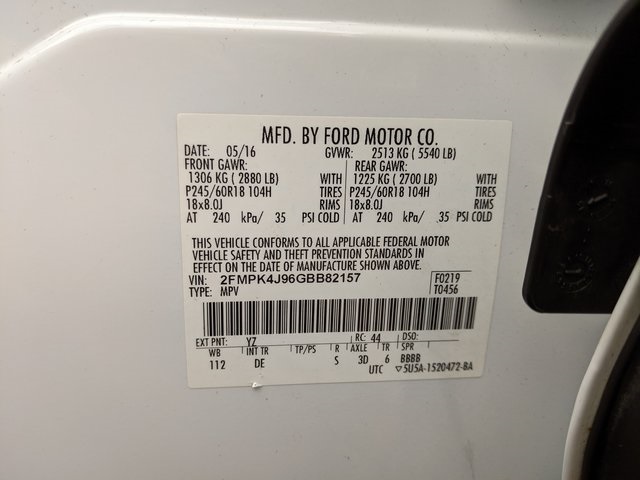 MFD. BY FORD MOTOR CO.
DATE: 05/16 GVWR: 2513 KG ( 5540 LB)
FRONT GAWR: REAR GAWR:
1306 KG ( 2880 LB) WITH 1225 KG ( 2700 LB) WITH
P245/60R18 104H TIRES P245/60R18 104H TIRES
18x8.0J RIMS 18x8.0J RIMS
AT 240 kPa/ 35 PSI COLD AT 240 kPa/ 35 PSI COLD
THIS VEHICLE CONFORMS TO ALL APPLICABLE FEDERAL MOTOR
VEHICLE SAFETY AND THEFT PREVENTION STANDARDS IN
EFFECT ON THE DATE OF MANUFACTURE SHOWN ABOVE.
VIN: 2FMPK4J96GBB82157 F0219
TYPE: MPV T0456
EXT PNT: YZ RC: 44 DSO:
WB INT TR TP/PS R AXLE TR SPR
112 DE S 3D 6 BBBB
UTC ▽5U5A-1520472-BA